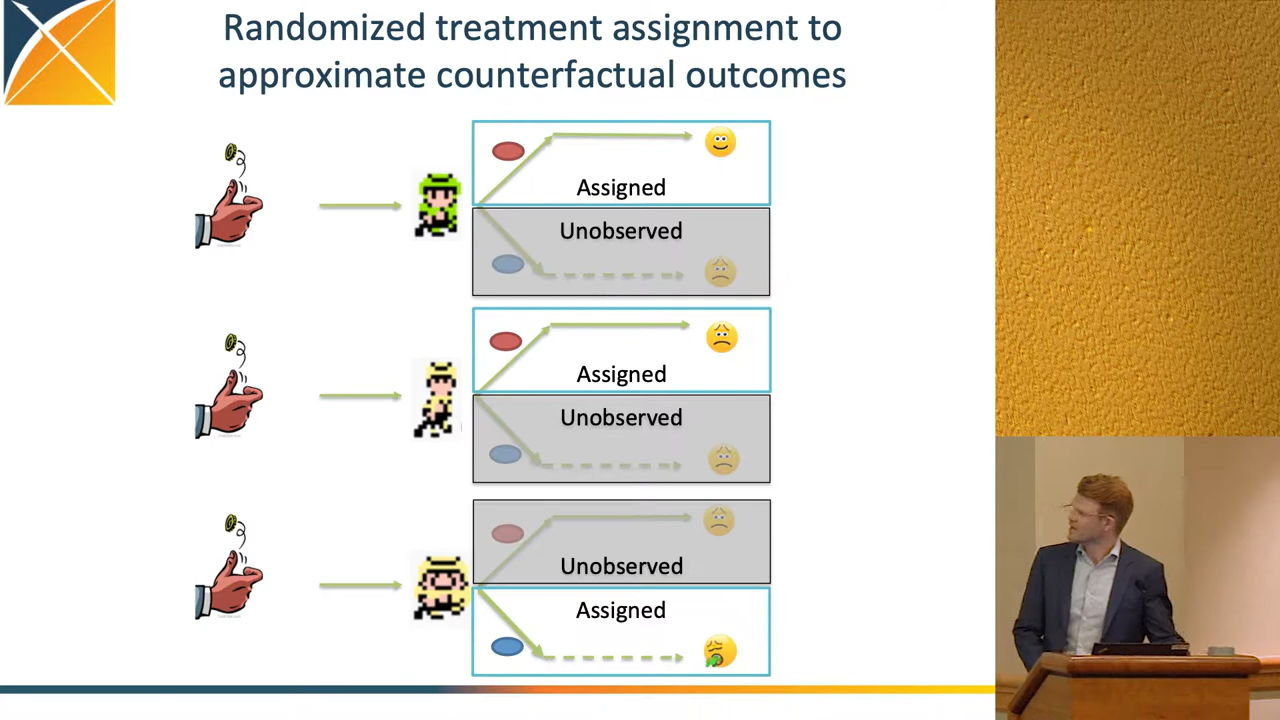 Randomized treatment assignment to
approximate counterfactual outcomes
Assigned
Unobserved
Assigned
Unobserved
Unobserved
Assigned